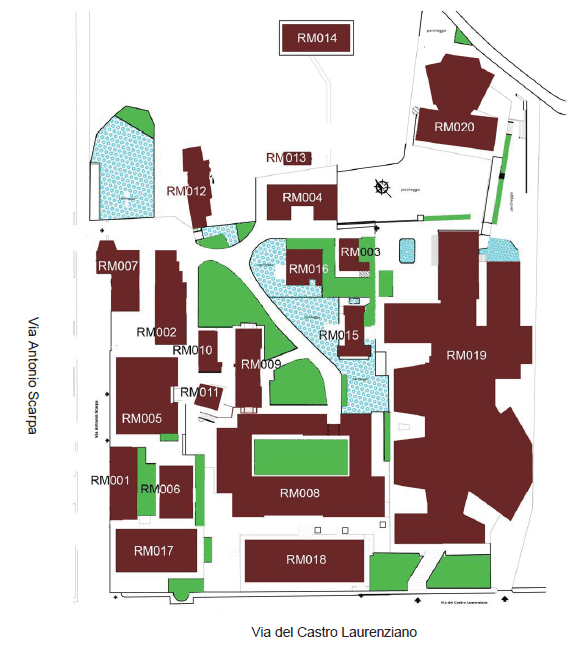 RM014
parcheggio
RM020
RM013
RM012
RM004
parcheggio
parcheggio
RM007
RM016
RM003
RM002
RM015
RM010
RM009
RM019
RM011
RM005
Via Antonio Scarpa
Via Antonio Scarpa
RM001
RM006
RM008
RM017
RM018
Via del Castro Laurenziano
Via del Castro Laurenziano